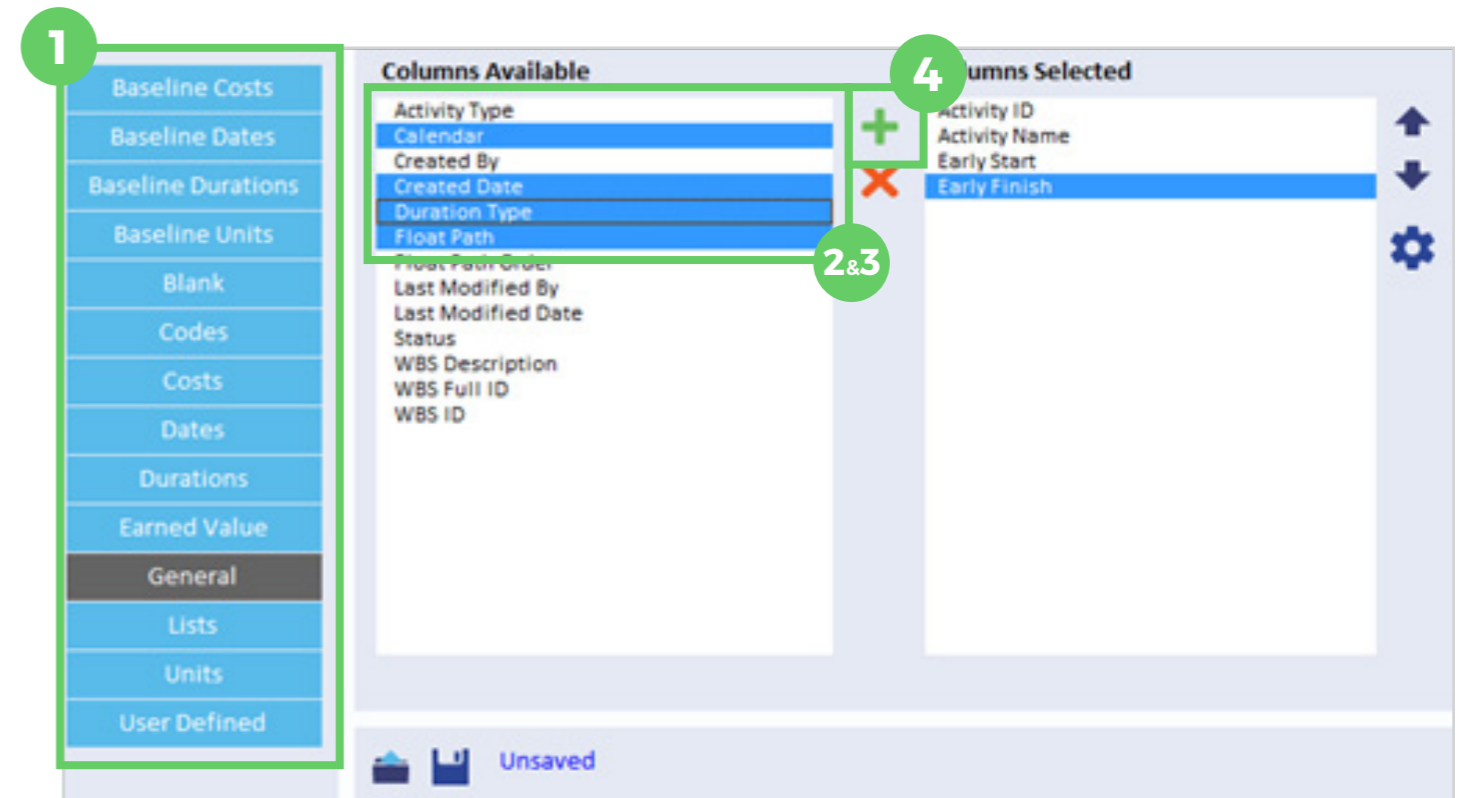 1
Baseline Costs
Baseline Dates
Baseline Durations
Baseline Units
Blank
Codes
Costs
Dates
Durations
Earned Value
General
Lists
Units
User Defined
Columns Available
Activity Type
Calendar
Created By
Created Date
Duration Type
Float Path
Float Path Order
Last Modified By
Last Modified Date
Status
WBS Description
WBS Full ID
WBS ID
2&3
4
umns Selected
Activity ID
Activity Name
Early Start
Early Finish
Unsaved